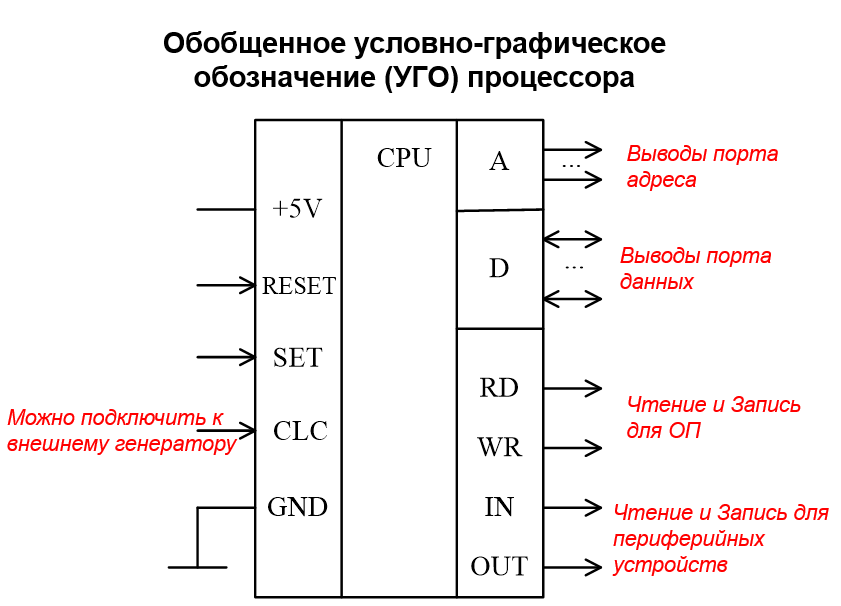 Обобщенное условно-графическое
обозначение (УГО) процессора
CPU
+5V
RESET
SET
CLC
GND
Можно подключить к
внешнему генератору
A
...
Выводы порта
адреса
D
...
Выводы порта
данных
RD
WR
Чтение и Запись
для ОП
IN
OUT
Чтение и Запись для
периферийных
устройств